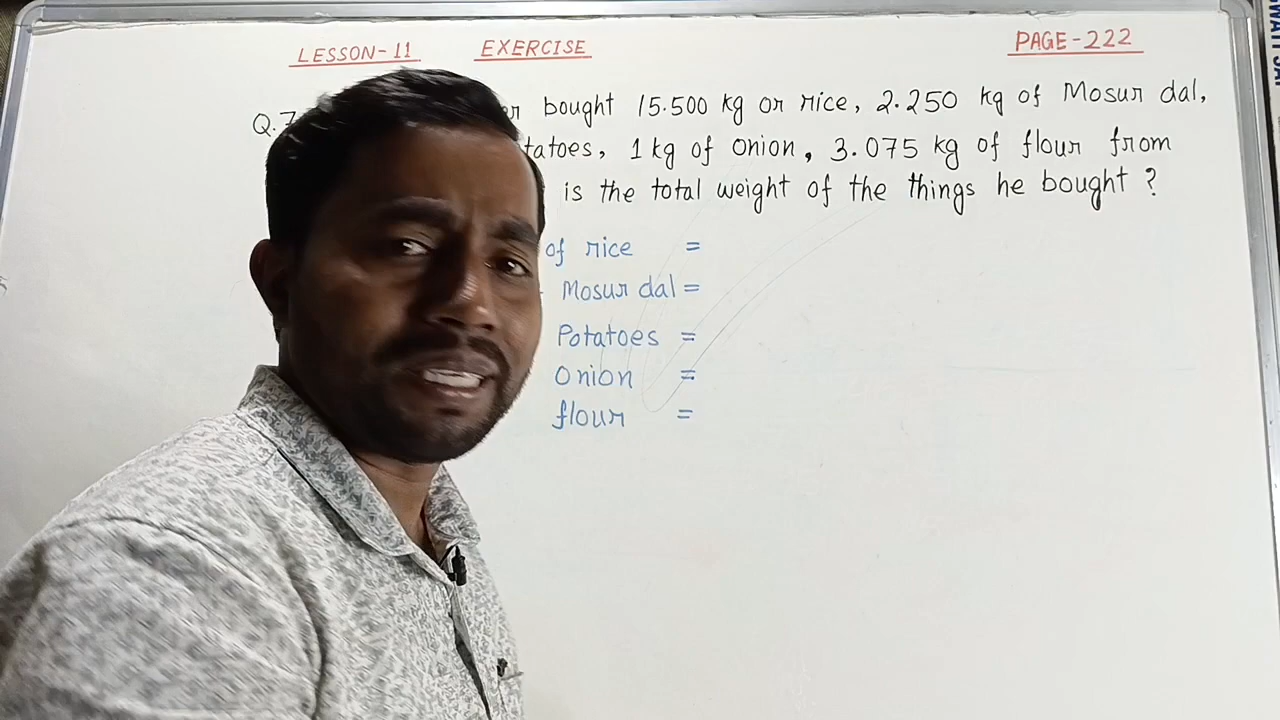 LESSON-11 EXERCISE PAGE-222
Q.7 bought 15.500 kg or rice, 2.250 kg of Mosur dal,
1 kg of onion, 3.075 kg of flour from
is the total weight of the things he bought ?
of rice =
Mosur dal =
Potatoes =
Onion =
flour =